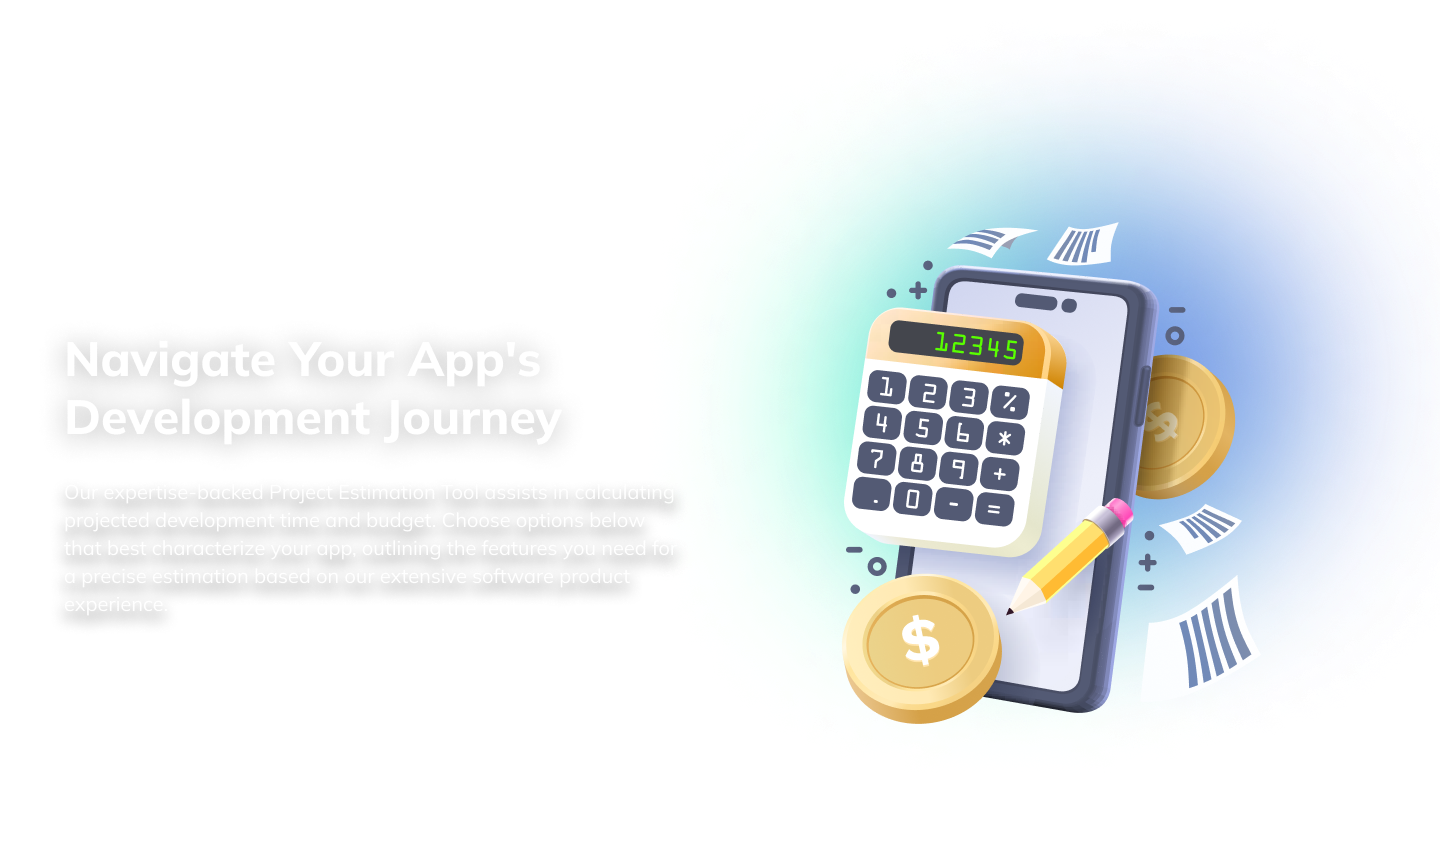 Navigate Your App's
Development Journey
Our expertise-backed Project Estimation Tool assists in calculating
projected development time and budget. Choose options below
that best characterize your app, outlining the features you need for
a precise estimation based on our extensive software product
experience.
12345
1 2 3 %
4 5 6 *
7 8 9 +
. 0 - =
$
$